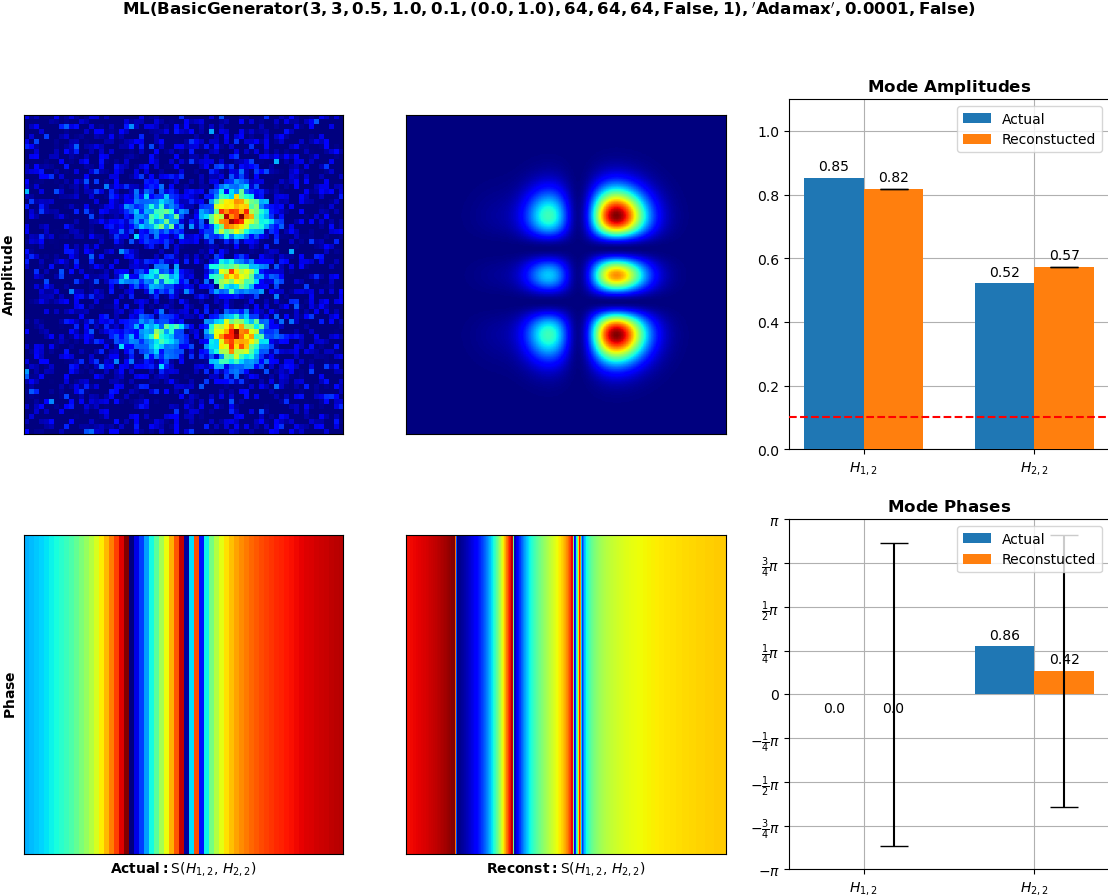 ML(BasicGenerator(3, 3, 0.5, 1.0, 0.1, (0.0, 1.0), 64, 64, 64, False, 1), ′Adamax′, 0.0001, False)
Amplitude
Mode Amplitudes
Actual
Reconstucted
1.0
0.8
0.6
0.4
0.2
0.0
0.85
0.82
0.52
0.57
H1, 2
H2, 2
Phase
Actual: S(H1, 2, H2, 2)
Reconst: S(H1, 2, H2, 2)
Mode Phases
Actual
Reconstucted
π
3/4π
1/2π
1/4π
0
−1/4π
−1/2π
−3/4π
−π
0.0
0.0
0.86
0.42
H1, 2
H2, 2